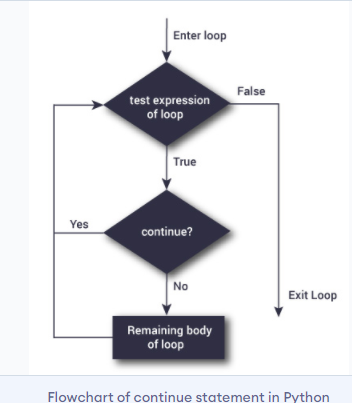 Enter loop
test expression
of loop
False
True
continue?
Yes
No
Exit Loop
Remaining body
of loop
Flowchart of continue statement in Python